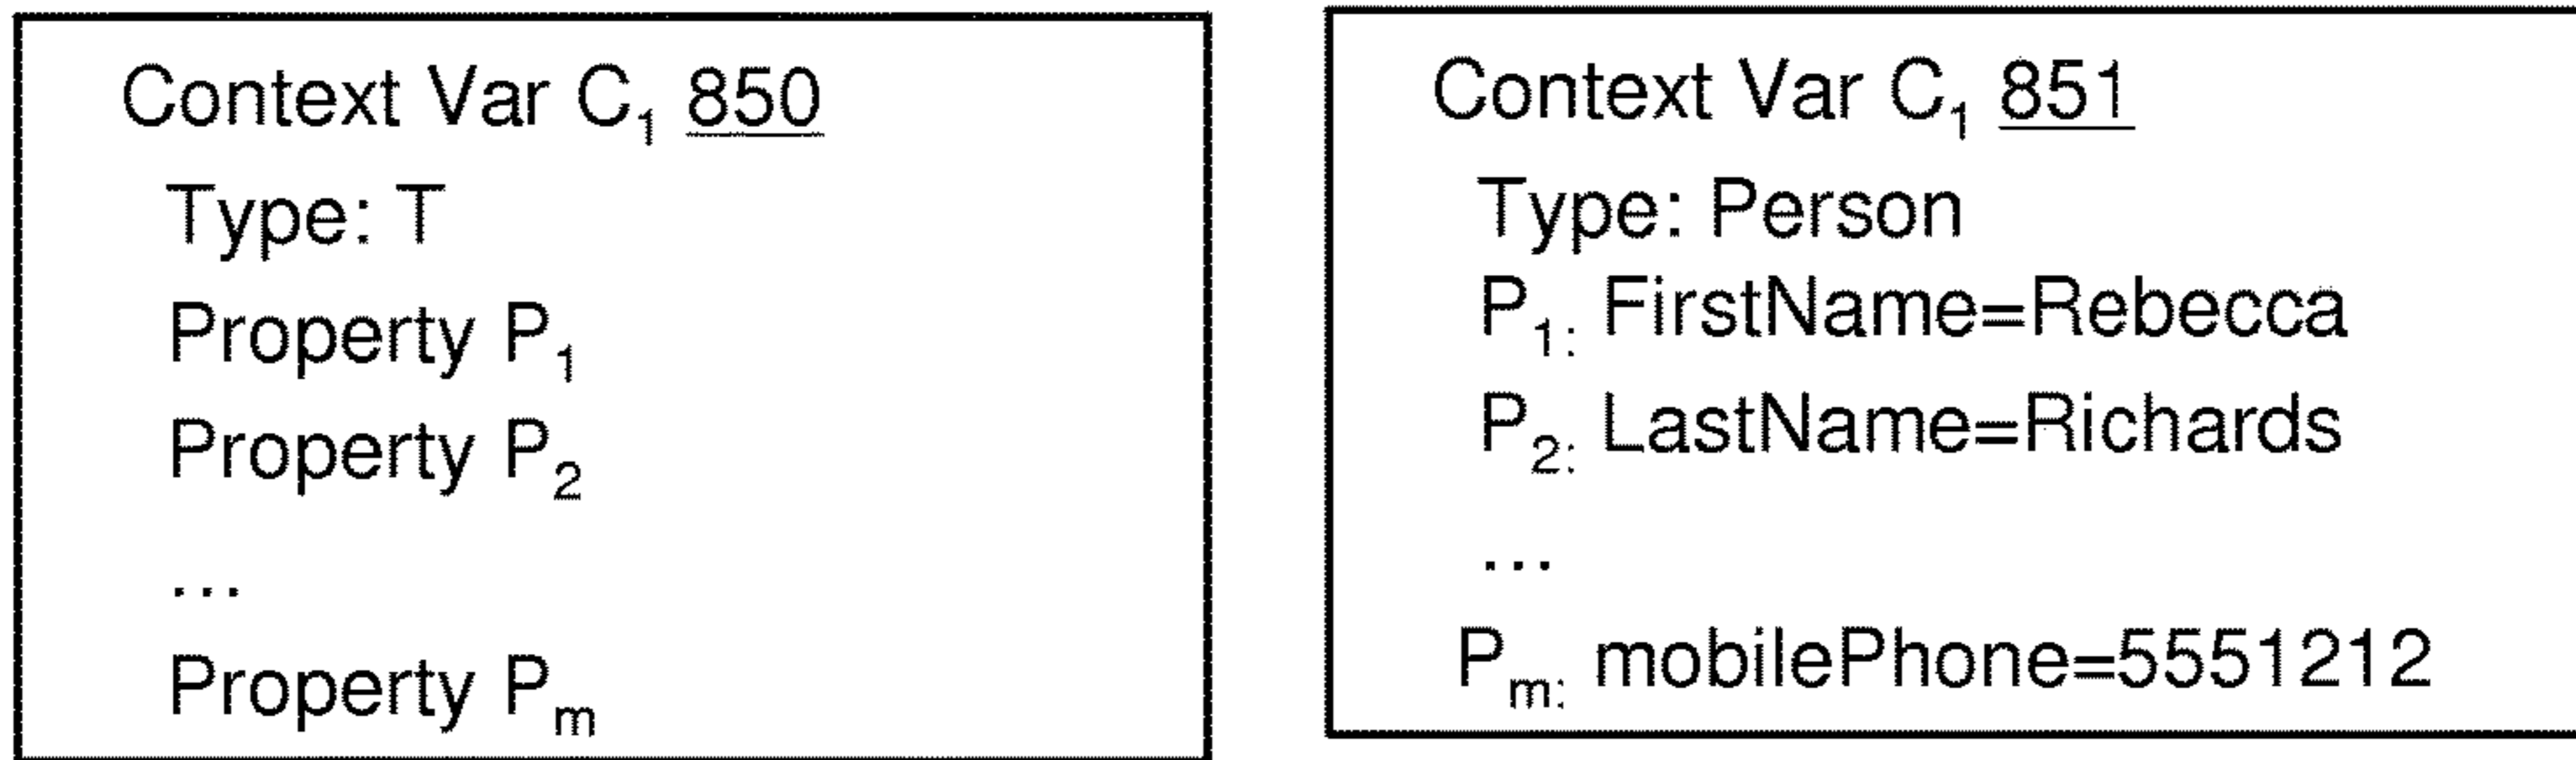 Context Var C₁ 850
Type: T
Property P₁
Property P₂
...
Property Pₘ
Context Var C₁ 851
Type: Person
P₁: FirstName=Rebecca
P₂: LastName=Richards
...
Pₘ: mobilePhone=5551212